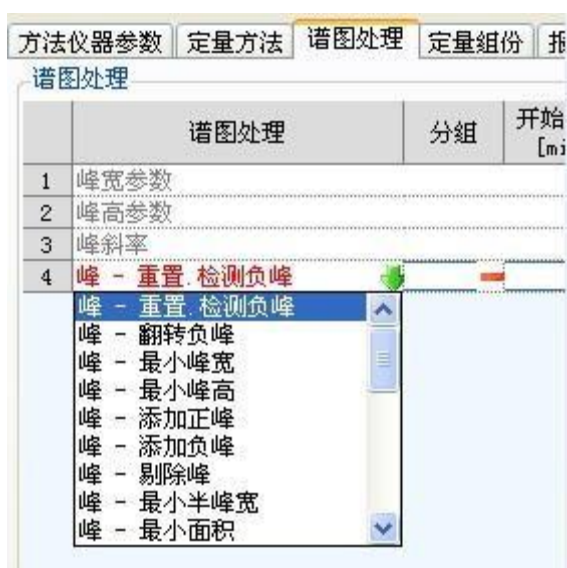 方法仪器参数 定量方法 谱图处理 定量组份
谱图处理
谱图处理 分组 开始
1 峰宽参数
2 峰高参数
3 峰斜率
4 峰 - 重置.检测负峰
峰 - 重置.检测负峰
峰 - 翻转负峰
峰 - 最小峰宽
峰 - 最小峰高
峰 - 添加正峰
峰 - 添加负峰
峰 - 剔除峰
峰 - 最小半峰宽
峰 - 最小面积